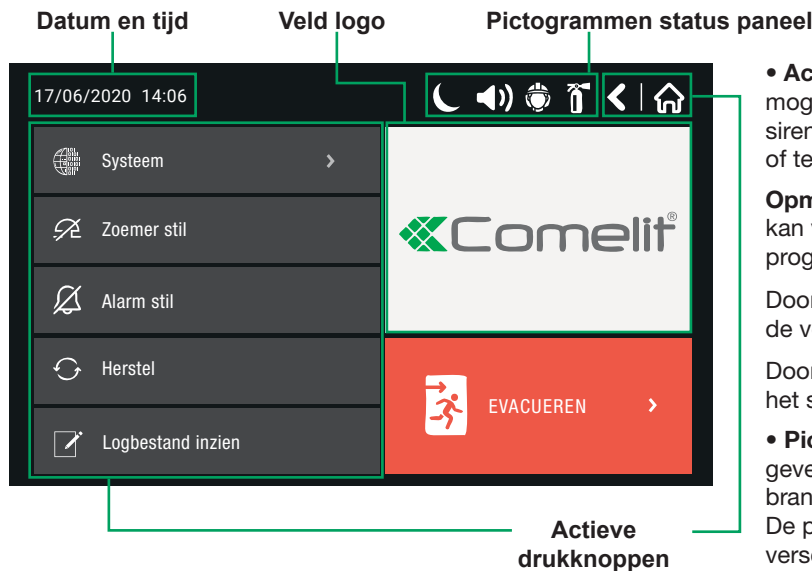 Datum en tijd
Veld logo
Pictogrammen status paneel
17/06/2020 14:06
Systeem
Zoemer stil
Alarm stil
Herstel
Logbestand inzien
Comelit®
EVACUEREN
Actieve
drukknoppen
• Ac
mog
siren
of te
Opm
kan
prog
Door
de v
Door
het s
• Pic
geve
bran
De p
vers